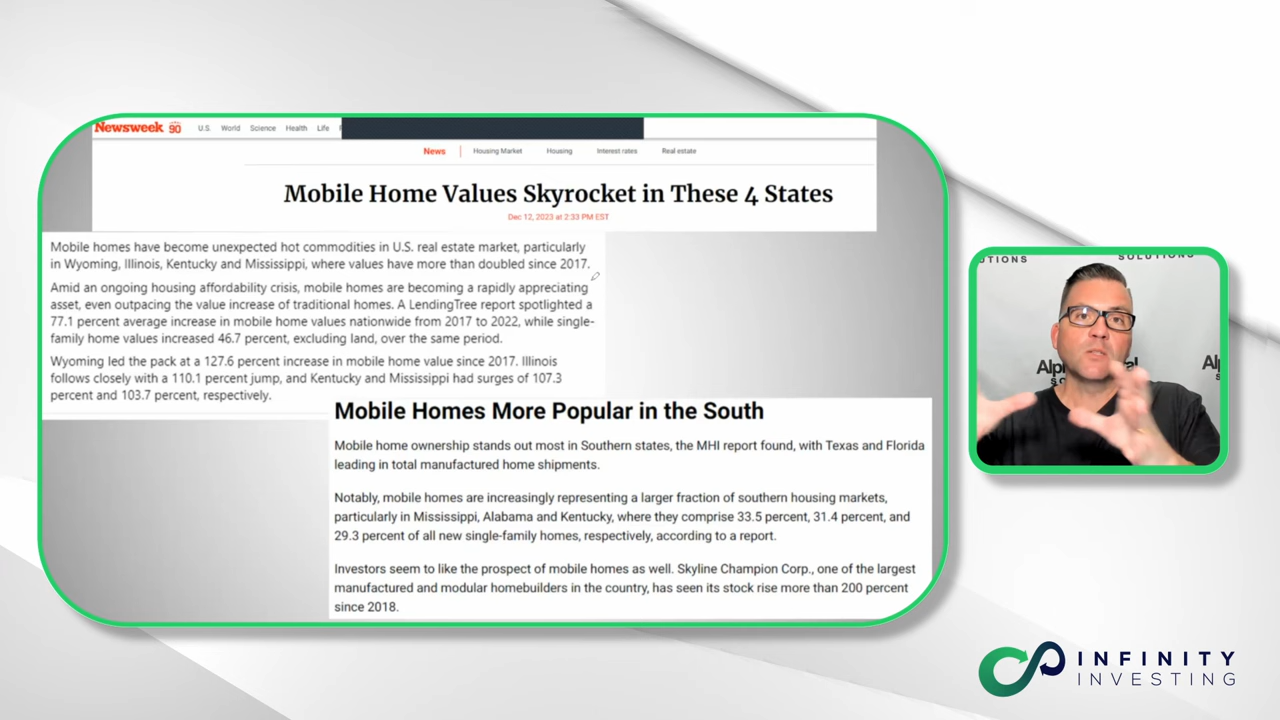 Newsweek 90 U.S. World Science Health Life
News Housing Market Housing Interest rates Real estate
Mobile Home Values Skyrocket in These 4 States
Dec 12, 2023 at 2:33 PM EST
Mobile homes have become unexpected hot commodities in U.S. real estate market, particularly
in Wyoming, Illinois, Kentucky and Mississippi, where values have more than doubled since 2017.
Amid an ongoing housing affordability crisis, mobile homes are becoming a rapidly appreciating
asset, even outpacing the value increase of traditional homes. A LendingTree report spotlighted a
77.1 percent average increase in mobile home values nationwide from 2017 to 2022, while single-
family home values increased 46.7 percent, excluding land, over the same period.
Wyoming led the pack at a 127.6 percent increase in mobile home value since 2017. Illinois
follows closely with a 110.1 percent jump, and Kentucky and Mississippi had surges of 107.3
percent and 103.7 percent, respectively.
Mobile Homes More Popular in the South
Mobile home ownership stands out most in Southern states, the MHI report found, with Texas and Florida
leading in total manufactured home shipments.
Notably, mobile homes are increasingly representing a larger fraction of southern housing markets,
particularly in Mississippi, Alabama and Kentucky, where they comprise 33.5 percent, 31.4 percent, and
29.3 percent of all new single-family homes, respectively, according to a report.
Investors seem to like the prospect of mobile homes as well. Skyline Champion Corp., one of the largest
manufactured and modular homebuilders in the country, has seen its stock rise more than 200 percent
since 2018.
UTIONS SOLUTIONS
INFINITY
INVESTING